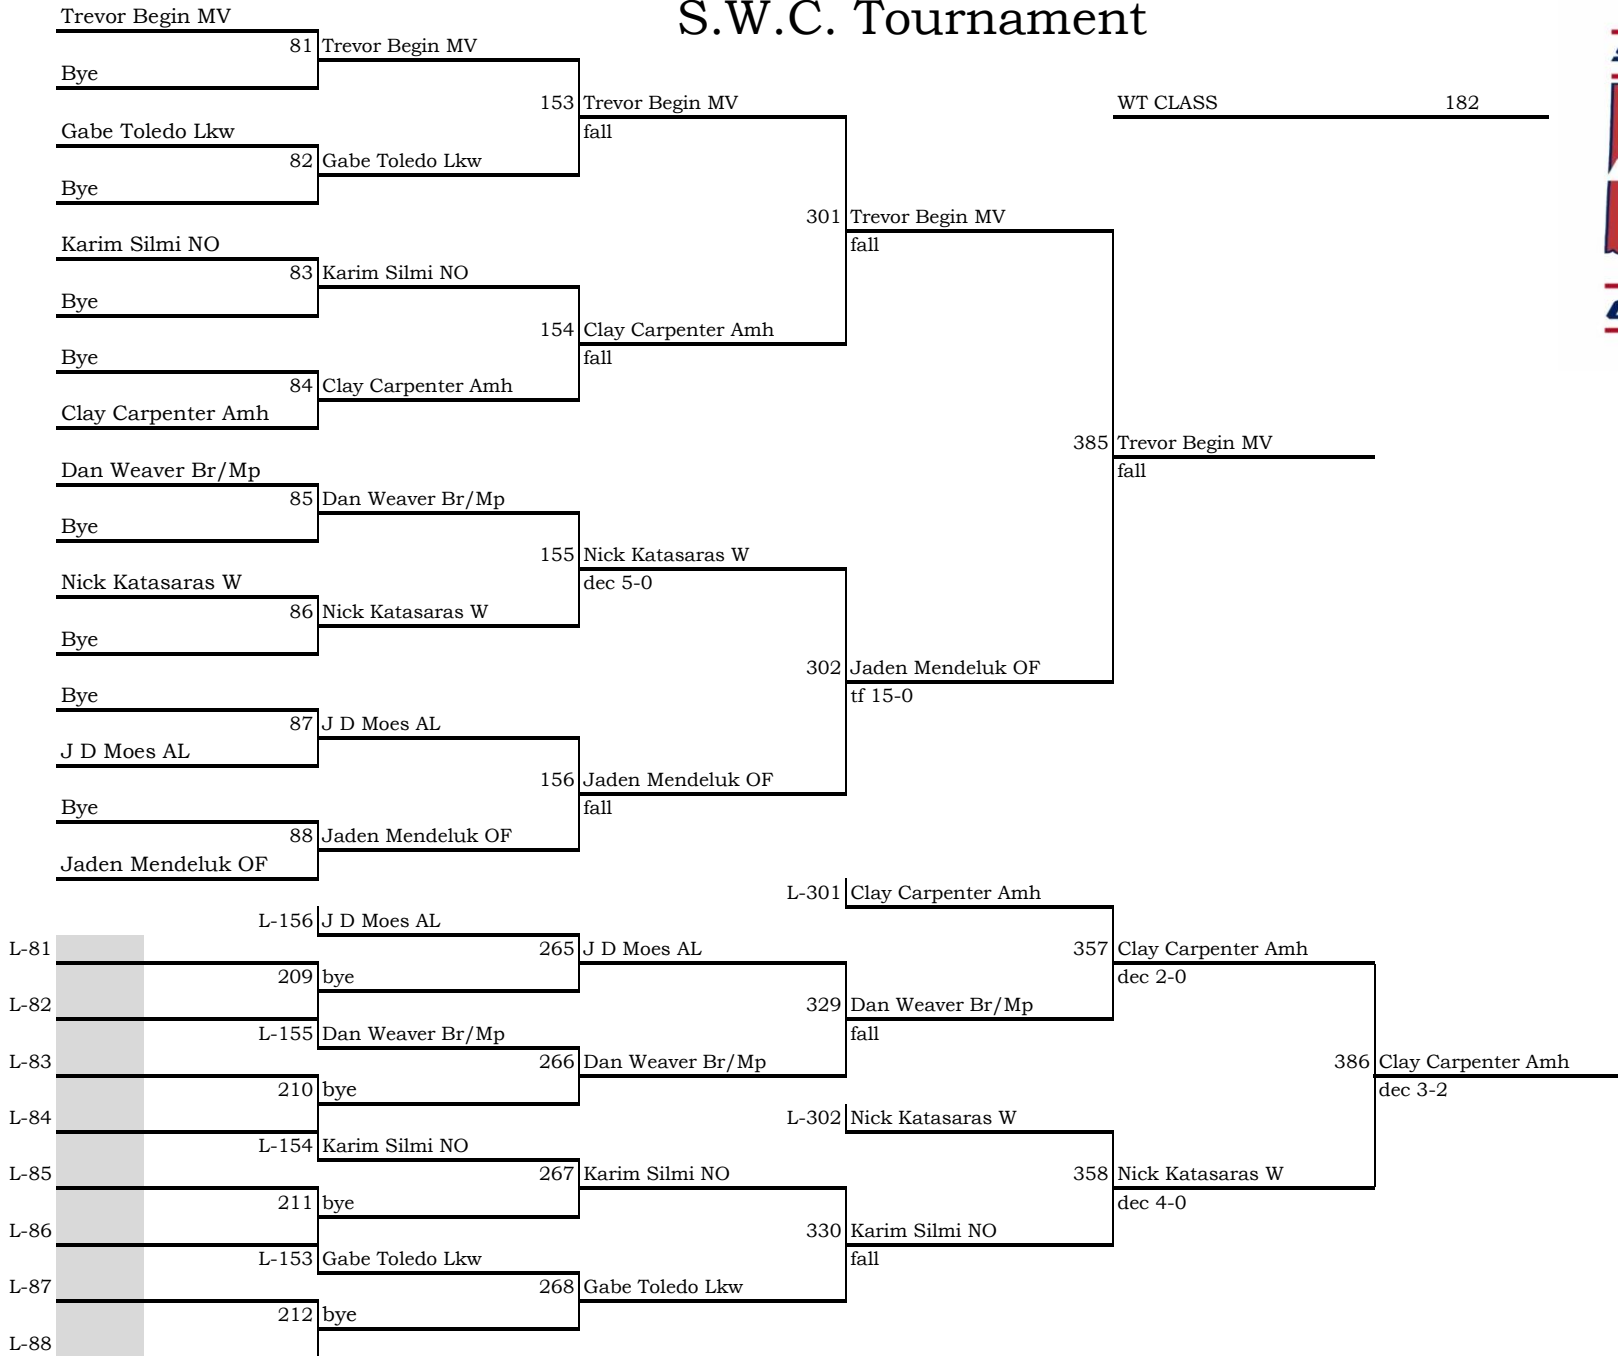 S.W.C. Tournament
Trevor Begin MV
81 Trevor Begin MV
Bye
153 Trevor Begin MV
WT CLASS 182
fall
Gabe Toledo Lkw
82 Gabe Toledo Lkw
Bye
301 Trevor Begin MV
fall
Karim Silmi NO
83 Karim Silmi NO
Bye
154 Clay Carpenter Amh
fall
Bye
84 Clay Carpenter Amh
Clay Carpenter Amh
385 Trevor Begin MV
fall
Dan Weaver Br/Mp
85 Dan Weaver Br/Mp
Bye
155 Nick Katasaras W
dec 5-0
Nick Katasaras W
86 Nick Katasaras W
Bye
302 Jaden Mendeluk OF
tf 15-0
Bye
87 J D Moes AL
J D Moes AL
156 Jaden Mendeluk OF
fall
Bye
88 Jaden Mendeluk OF
Jaden Mendeluk OF
L-301 Clay Carpenter Amh
L-156 J D Moes AL
L-81 265 J D Moes AL 357 Clay Carpenter Amh
209 bye dec 2-0
L-82 329 Dan Weaver Br/Mp
L-155 Dan Weaver Br/Mp fall
L-83 266 Dan Weaver Br/Mp 386 Clay Carpenter Amh
210 bye dec 3-2
L-84 L-302 Nick Katasaras W
L-154 Karim Silmi NO
L-85 267 Karim Silmi NO 358 Nick Katasaras W
211 bye dec 4-0
L-86 330 Karim Silmi NO
L-153 Gabe Toledo Lkw fall
L-87 268 Gabe Toledo Lkw
212 bye
L-88